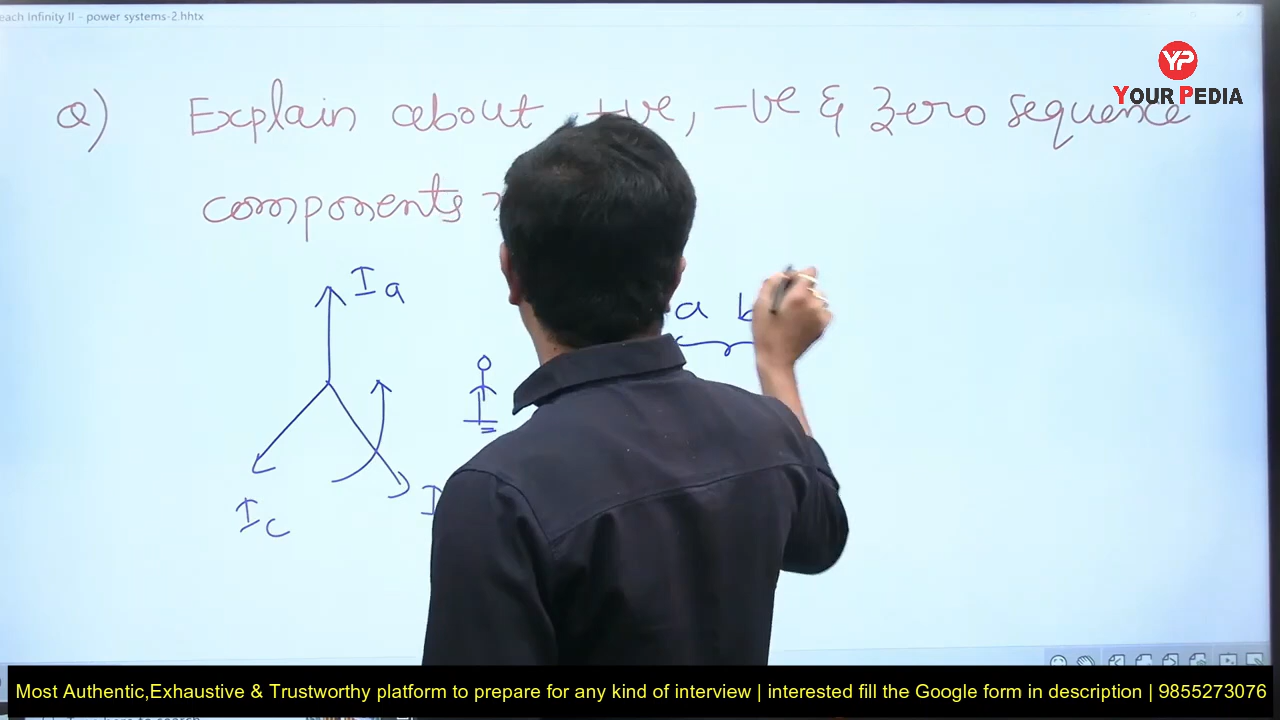 each Infinity II - power systems-2.hhtx
YP
YOUR PEDIA
Q) Explain about +ve, -ve & Zero sequence
components ?
Ia
a b
Ic
I
Most Authentic,Exhaustive & Trustworthy platform to prepare for any kind of interview | interested fill the Google form in description | 9855273076